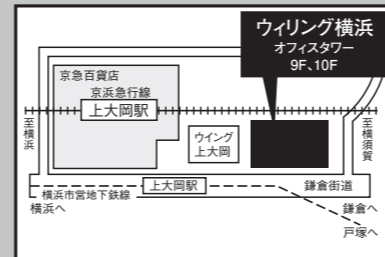 ウィリング横浜
オフィスタワー
9F、10F
京急百貨店
京浜急行線
上大岡駅
至横浜
ウイング
上大岡
至横須賀
上大岡駅
鎌倉街道
横浜市営地下鉄線
横浜へ
鎌倉へ
戸塚へ